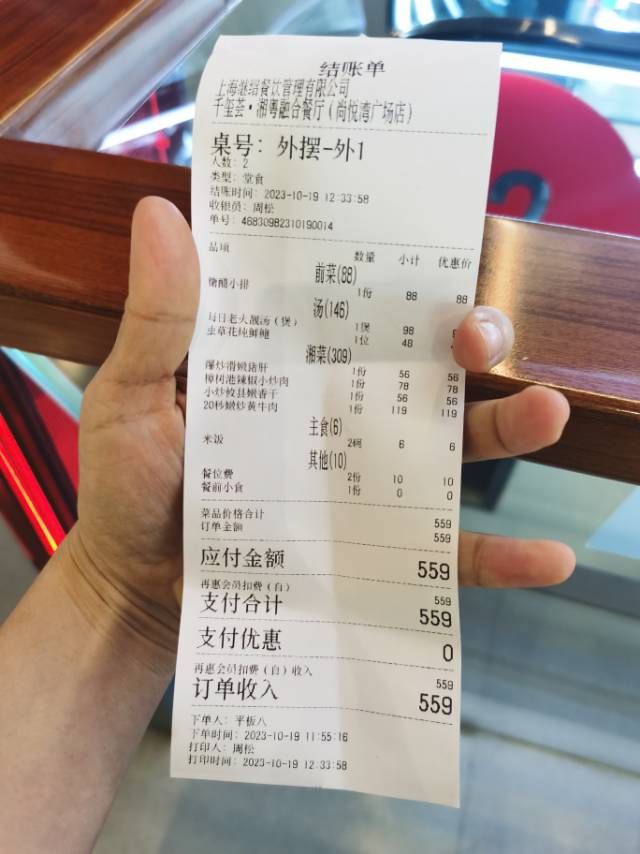 结账单
上海继绍餐饮管理有限公司
千玺荟·湘粤融合餐厅(尚悦湾广场店)
桌号: 外摆-外1
人数: 2
类型: 堂食
结账时间: 2023-10-19 12:33:58
收银员: 周松
单号: 46830982310190014
品项 数量 小计 优惠价
前菜(88)
小排 1份 88 88
汤(146)
每日老火靓汤(煲) 1煲 98
虫草花炖鲜鲍 1位 48
湘菜(309)
爆炒滑嫩猪肝 1份 56 56
樟树港辣椒小炒肉 1份 78 78
小炒攸县嫩香干 1份 56 56
20秒嫩炒黄牛肉 1份 119 119
主食(6)
米饭 2碗 6 6
其他(10)
餐位费 2份 10 10
餐前小食 1份 0 0
菜品价格合计 559
订单金额 559
应付金额 559
再惠会员扣费(自) 559
支付合计 559
支付优惠 0
再惠会员扣费(自)收入 559
订单收入 559
下单人: 平板八
下单时间: 2023-10-19 11:55:16
打印人: 周松
打印时间: 2023-10-19 12:33:58
2